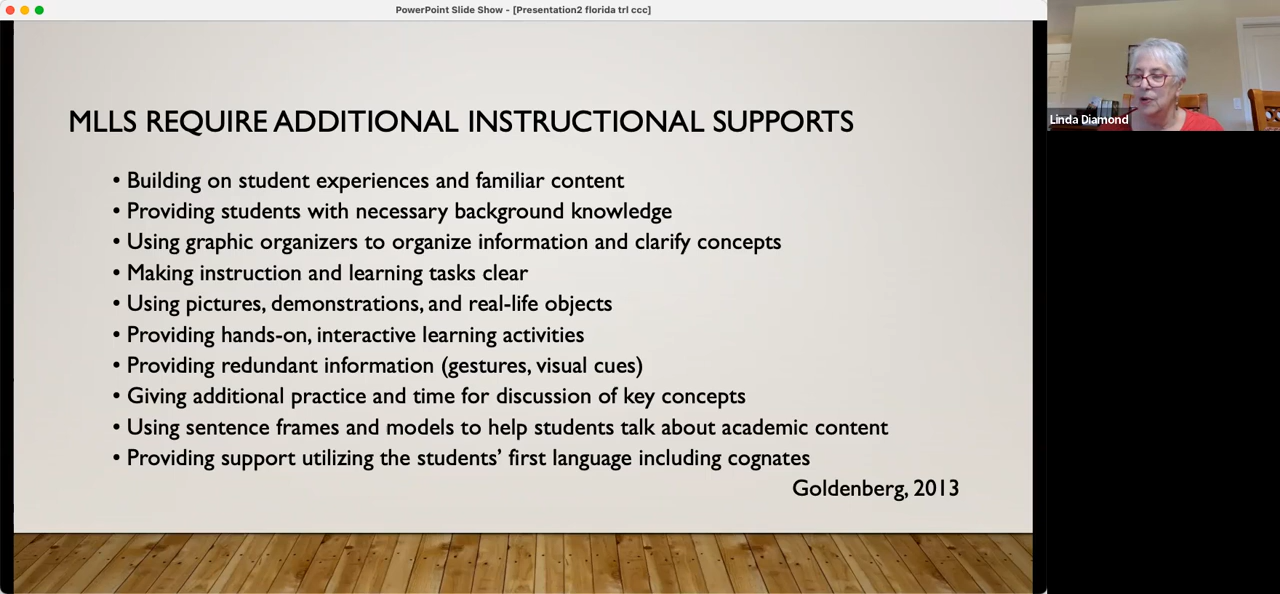 PowerPoint Slide Show - [Presentation2 florida trl ccc]
MLLS REQUIRE ADDITIONAL INSTRUCTIONAL SUPPORTS
• Building on student experiences and familiar content
• Providing students with necessary background knowledge
• Using graphic organizers to organize information and clarify concepts
• Making instruction and learning tasks clear
• Using pictures, demonstrations, and real-life objects
• Providing hands-on, interactive learning activities
• Providing redundant information (gestures, visual cues)
• Giving additional practice and time for discussion of key concepts
• Using sentence frames and models to help students talk about academic content
• Providing support utilizing the students’ first language including cognates
Goldenberg, 2013
Linda Diamond